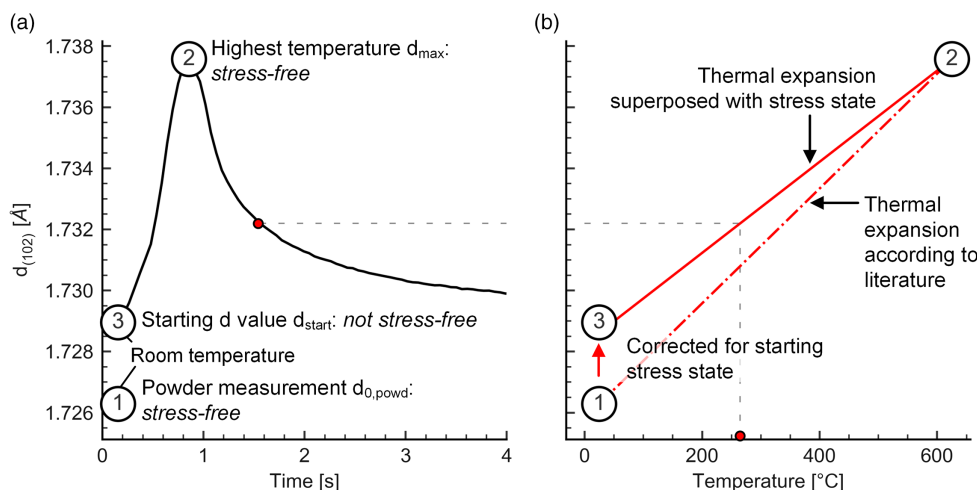 (a)
1.738
1.736
1.734
1.732
1.730
1.728
1.726
d(102) [Å]
2
Highest temperature dmax:
stress-free
3
Starting d value dstart: not stress-free
Room temperature
1
Powder measurement d0,powd:
stress-free
0
1
2
3
4
Time [s]
(b)
2
Thermal expansion
superposed with stress state
Thermal
expansion
according to
literature
3
Corrected for starting
stress state
1
0
200
400
600
Temperature [°C]